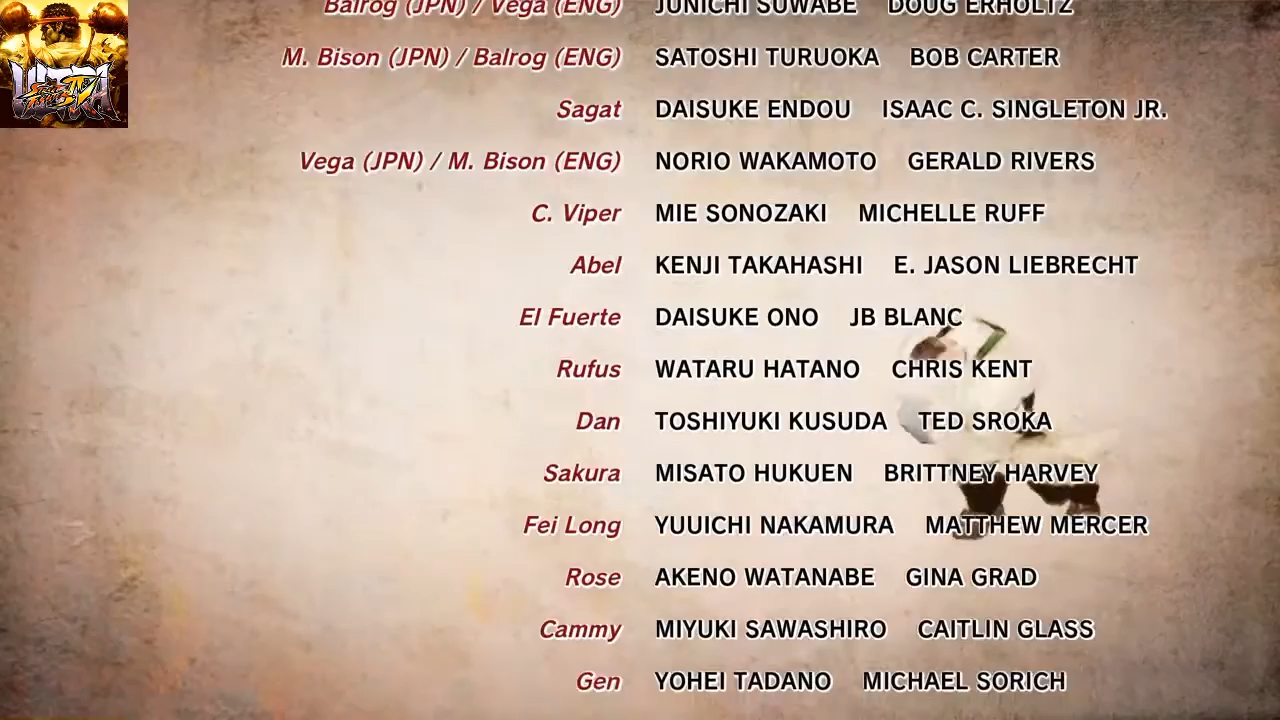 Balrog (JPN) / Vega (ENG) JUNICHI SUWABE DOUG ERHOLTZ
M. Bison (JPN) / Balrog (ENG) SATOSHI TURUOKA BOB CARTER
Sagat DAISUKE ENDOU ISAAC C. SINGLETON JR.
Vega (JPN) / M. Bison (ENG) NORIO WAKAMOTO GERALD RIVERS
C. Viper MIE SONOZAKI MICHELLE RUFF
Abel KENJI TAKAHASHI E. JASON LIEBRECHT
El Fuerte DAISUKE ONO JB BLANC
Rufus WATARU HATANO CHRIS KENT
Dan TOSHIYUKI KUSUDA TED SROKA
Sakura MISATO HUKUEN BRITTNEY HARVEY
Fei Long YUUICHI NAKAMURA MATTHEW MERCER
Rose AKENO WATANABE GINA GRAD
Cammy MIYUKI SAWASHIRO CAITLIN GLASS
Gen YOHEI TADANO MICHAEL SORICH
ULTRA